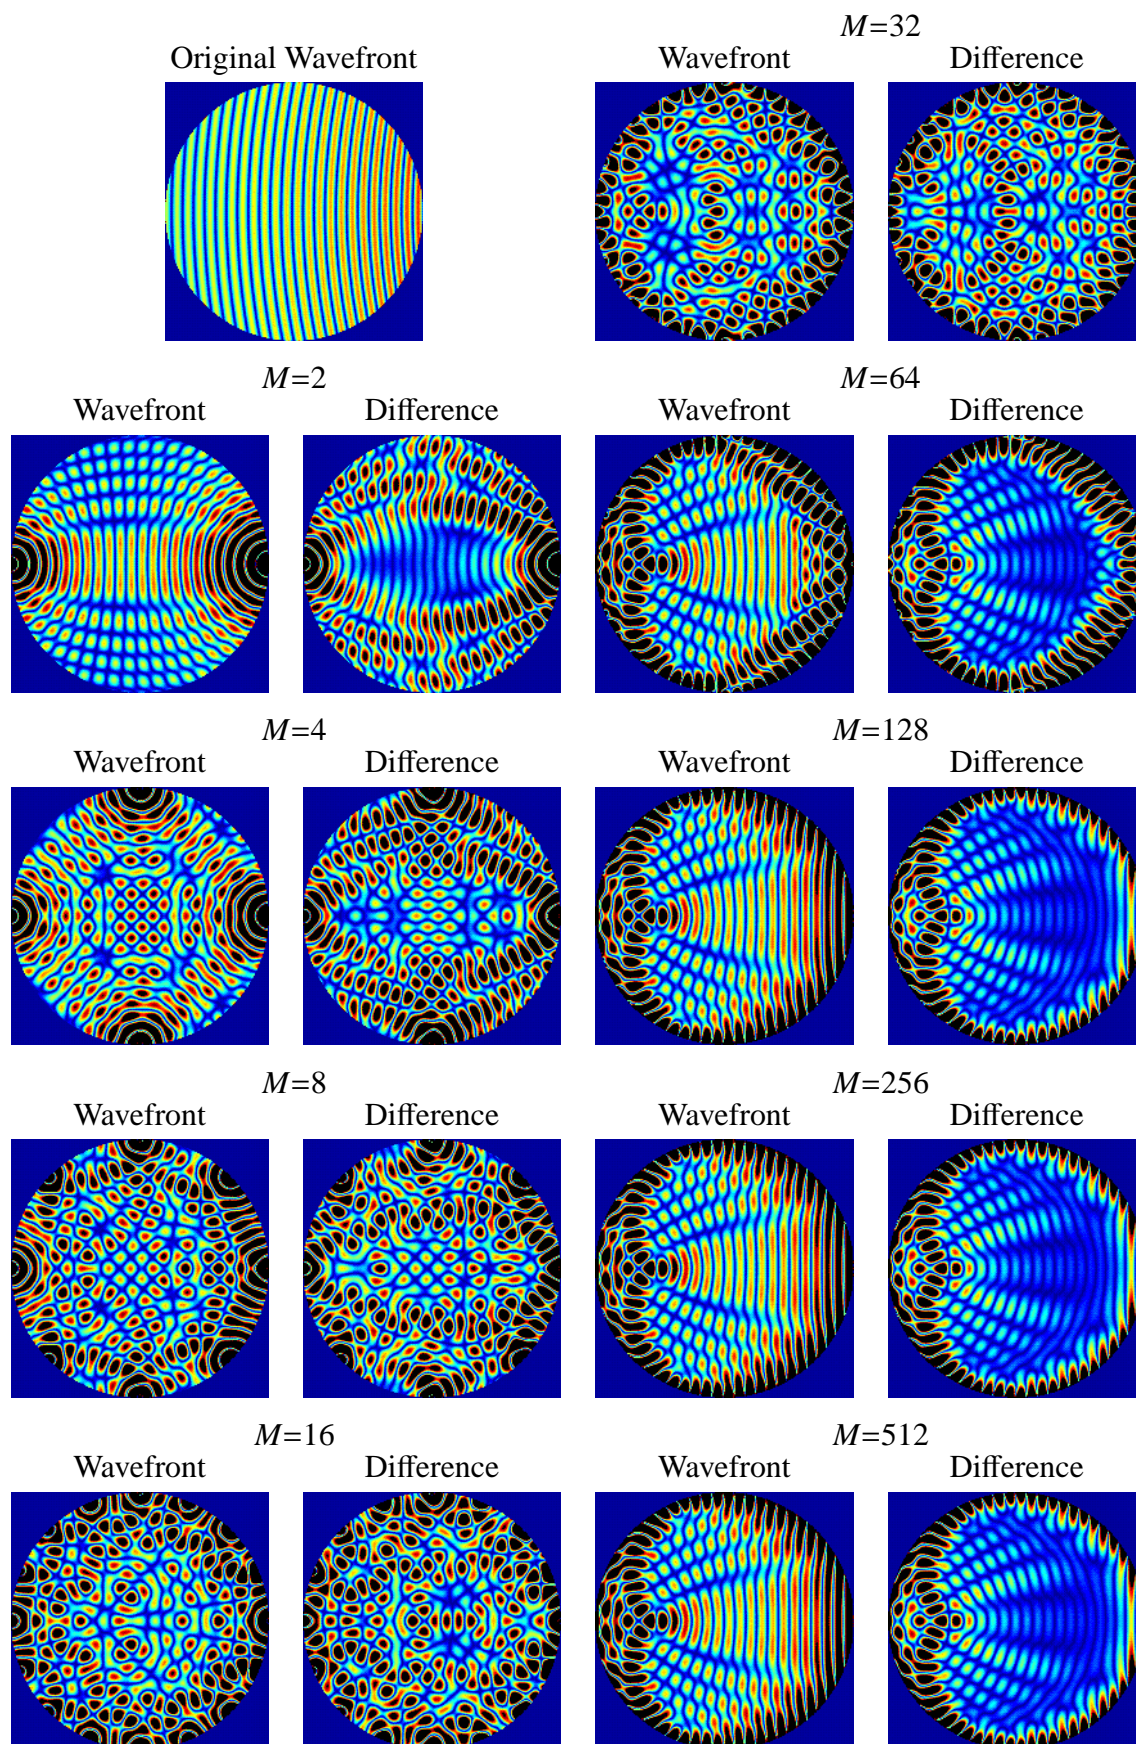 Original Wavefront
M=32
Wavefront Difference
M=2
Wavefront Difference
M=64
Wavefront Difference
M=4
Wavefront Difference
M=128
Wavefront Difference
M=8
Wavefront Difference
M=256
Wavefront Difference
M=16
Wavefront Difference
M=512
Wavefront Difference